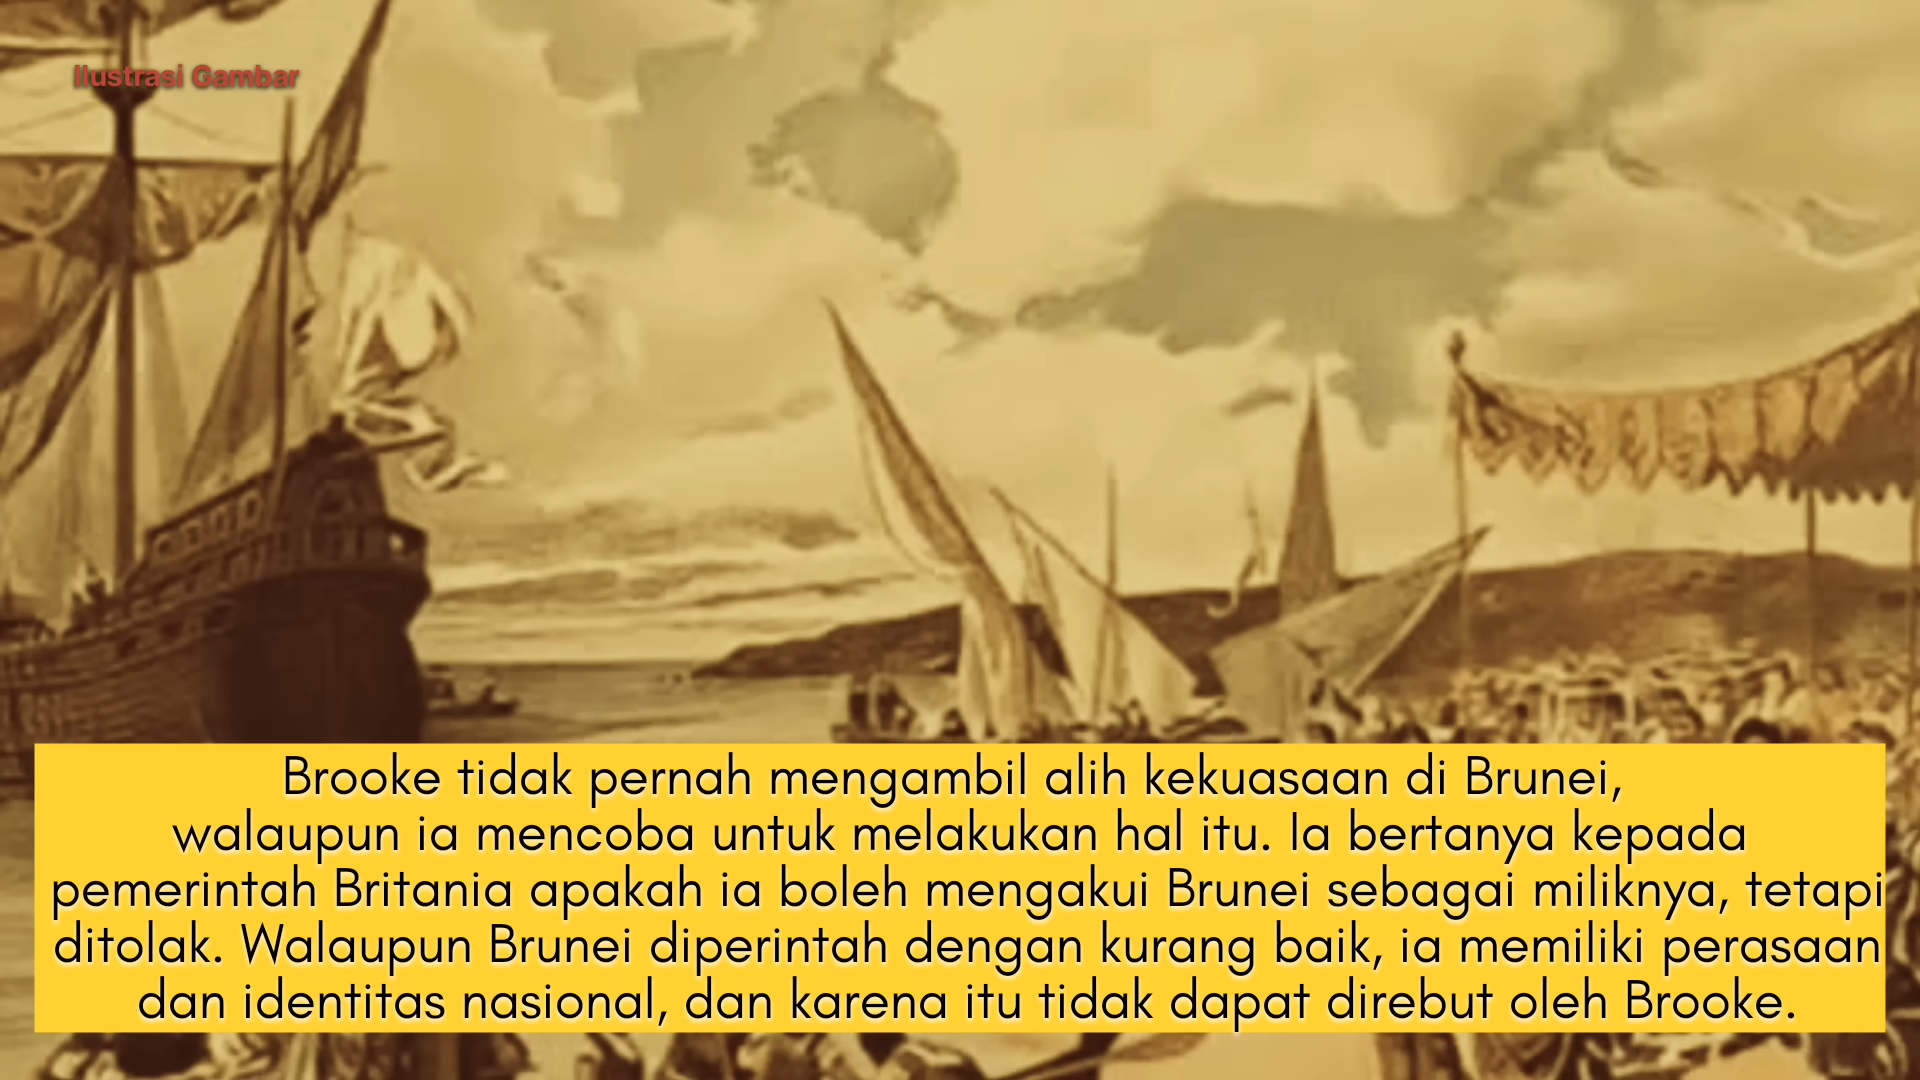 Ilustrasi Gambar
Brooke tidak pernah mengambil alih kekuasaan di Brunei,
walaupun ia mencoba untuk melakukan hal itu. Ia bertanya kepada
pemerintah Britania apakah ia boleh mengakui Brunei sebagai miliknya, tetapi
ditolak. Walaupun Brunei diperintah dengan kurang baik, ia memiliki perasaan
dan identitas nasional, dan karena itu tidak dapat direbut oleh Brooke.